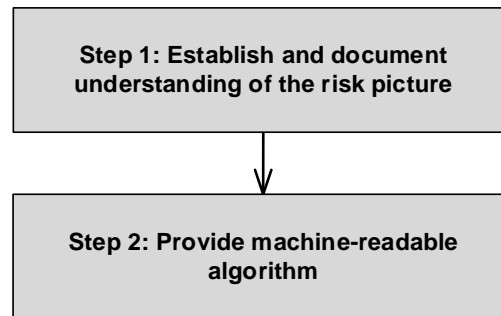 Step 1: Establish and document
understanding of the risk picture
Step 2: Provide machine-readable
algorithm